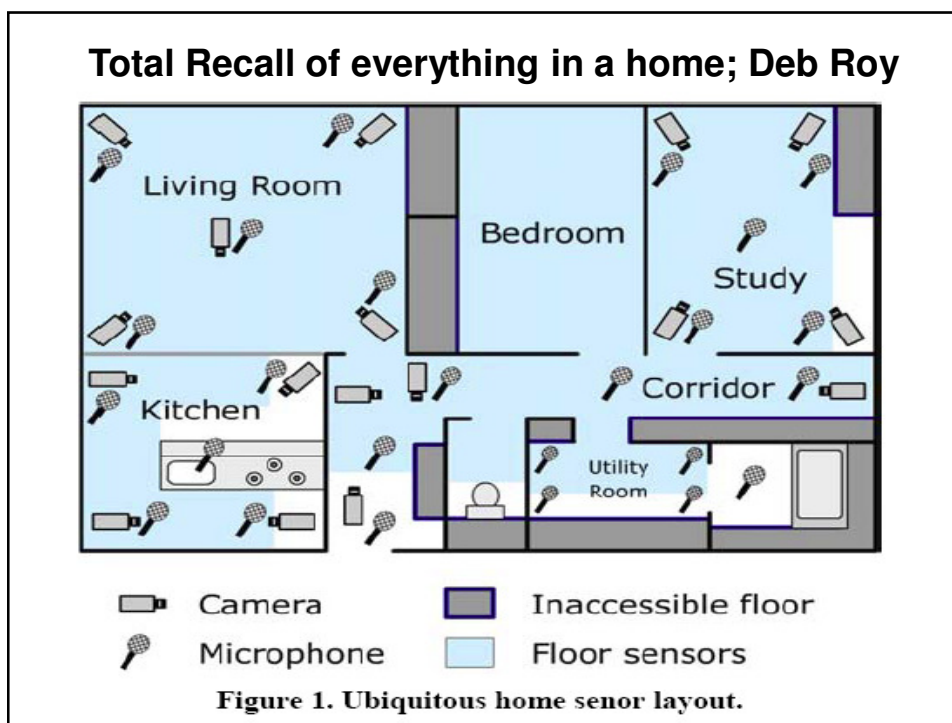 Total Recall of everything in a home; Deb Roy
Living Room
Bedroom
Study
Kitchen
Corridor
Utility
Room
Camera
Inaccessible floor
Microphone
Floor sensors
Figure 1. Ubiquitous home senor layout.